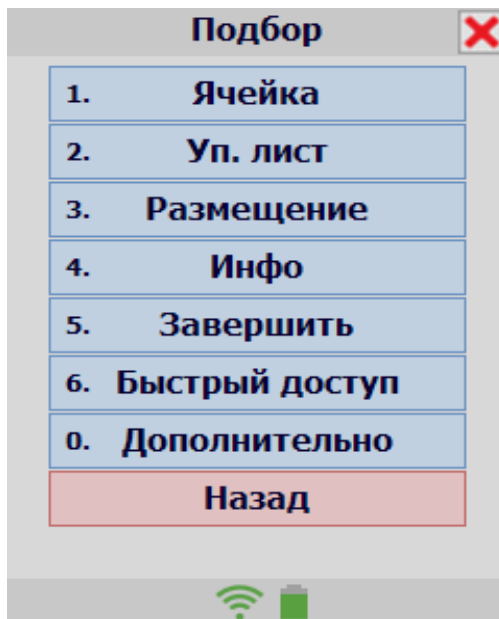 Подбор
1. Ячейка
2. Уп. лист
3. Размещение
4. Инфо
5. Завершить
6. Быстрый доступ
0. Дополнительно
Назад